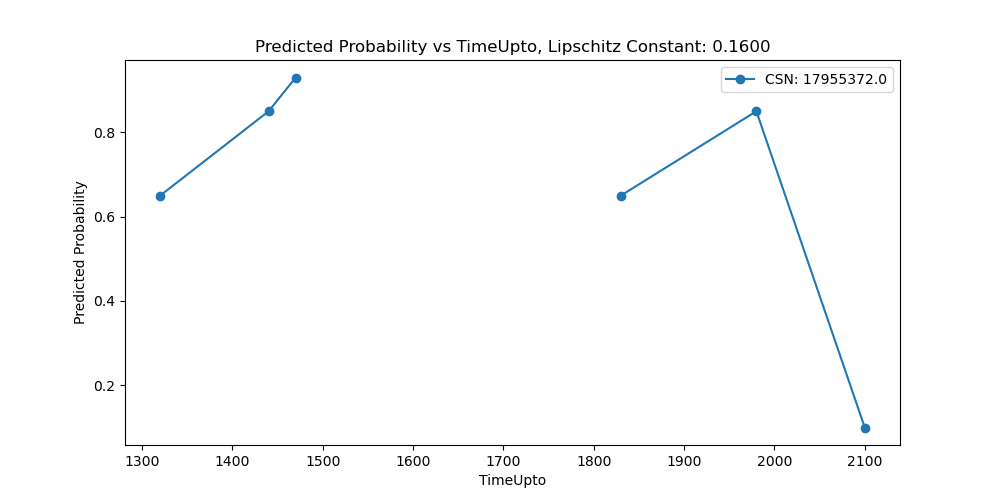 Predicted Probability vs TimeUpto, Lipschitz Constant: 0.1600
CSN: 17955372.0
Predicted Probability
0.8
0.6
0.4
0.2
1300 1400 1500 1600 1700 1800 1900 2000 2100
TimeUpto